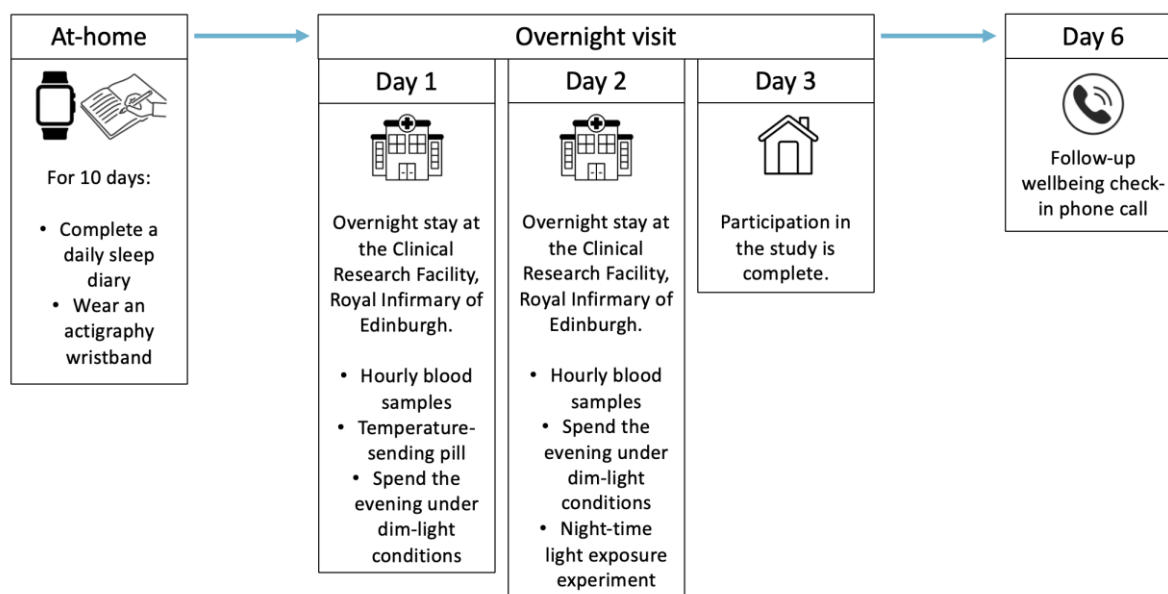 At-home
For 10 days:
• Complete a
daily sleep
diary
• Wear an
actigraphy
wristband
Overnight visit
Day 1
Overnight stay at
the Clinical
Research Facility,
Royal Infirmary of
Edinburgh.
• Hourly blood
samples
• Temperature-
sending pill
• Spend the
evening under
dim-light
conditions
Day 2
Overnight stay at
the Clinical
Research Facility,
Royal Infirmary of
Edinburgh.
• Hourly blood
samples
• Spend the
evening under
dim-light
conditions
• Night-time
light exposure
experiment
Day 3
Participation in
the study is
complete.
Day 6
Follow-up
wellbeing check-
in phone call